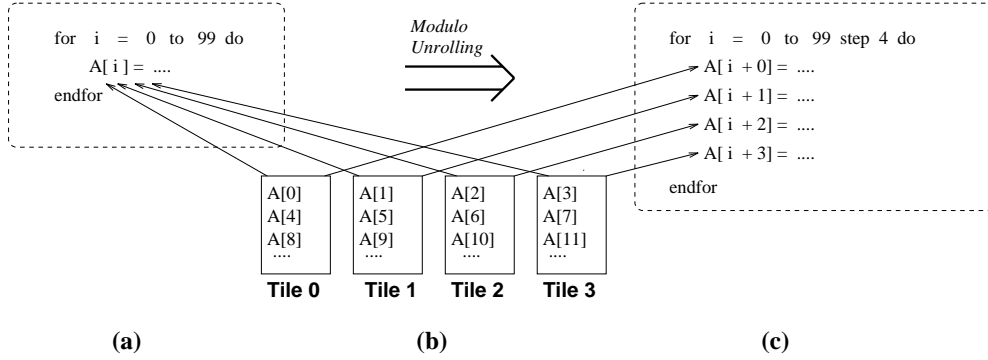 for i = 0 to 99 do
A[ i ] = ....
endfor
Modulo
Unrolling
for i = 0 to 99 step 4 do
A[ i + 0] = ....
A[ i + 1] = ....
A[ i + 2] = ....
A[ i + 3] = ....
endfor
A[0]
A[4]
A[8]
....
Tile 0
A[1]
A[5]
A[9]
....
Tile 1
A[2]
A[6]
A[10]
....
Tile 2
A[3]
A[7]
A[11]
....
Tile 3
(a)
(b)
(c)